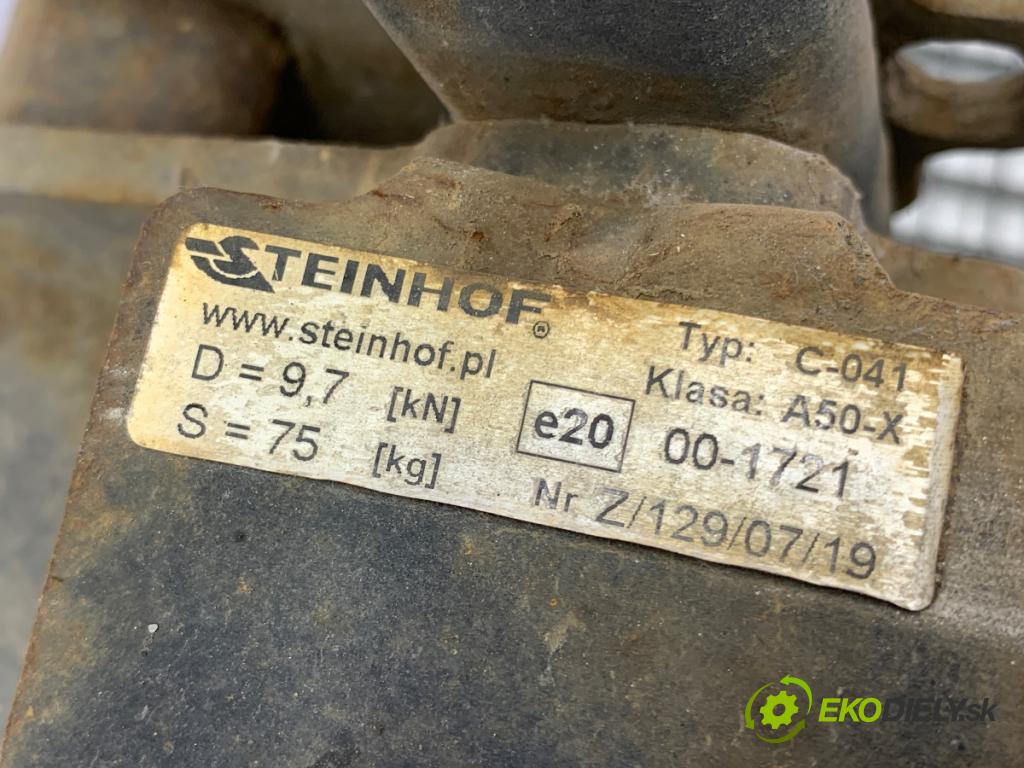 STEINHOF®
www.steinhof.pl
D = 9,7 [kN]
S = 75 [kg]
e20
Typ: C-041
Klasa: A50-X
00-1721
Nr Z/129/07/19
EKODIELY.sk